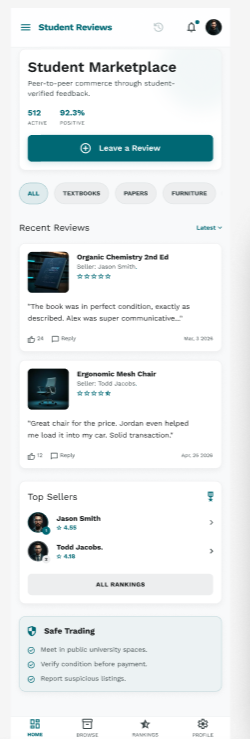 Student Reviews
Student Marketplace
Peer-to-peer commerce through student-
verified feedback.
512 92.3%
ACTIVE POSITIVE
Leave a Review
ALL TEXTBOOKS PAPERS FURNITURE
Recent Reviews Latest
Organic Chemistry 2nd Ed
Seller: Jason Smith.
"The book was in perfect condition, exactly as
described. Alex was super communicative..."
24 Reply Mar, 3 2026
Ergonomic Mesh Chair
Seller: Todd Jacobs.
"Great chair for the price. Jordan even helped
me load it into my car. Solid transaction."
12 Reply Apr, 26 2026
Top Sellers
Jason Smith
4.95
Todd Jacobs.
4.18
ALL RANKINGS
Safe Trading
Meet in public university spaces.
Verify condition before payment.
Report suspicious listings.
HOME BROWSE RANKINGS PROFILE